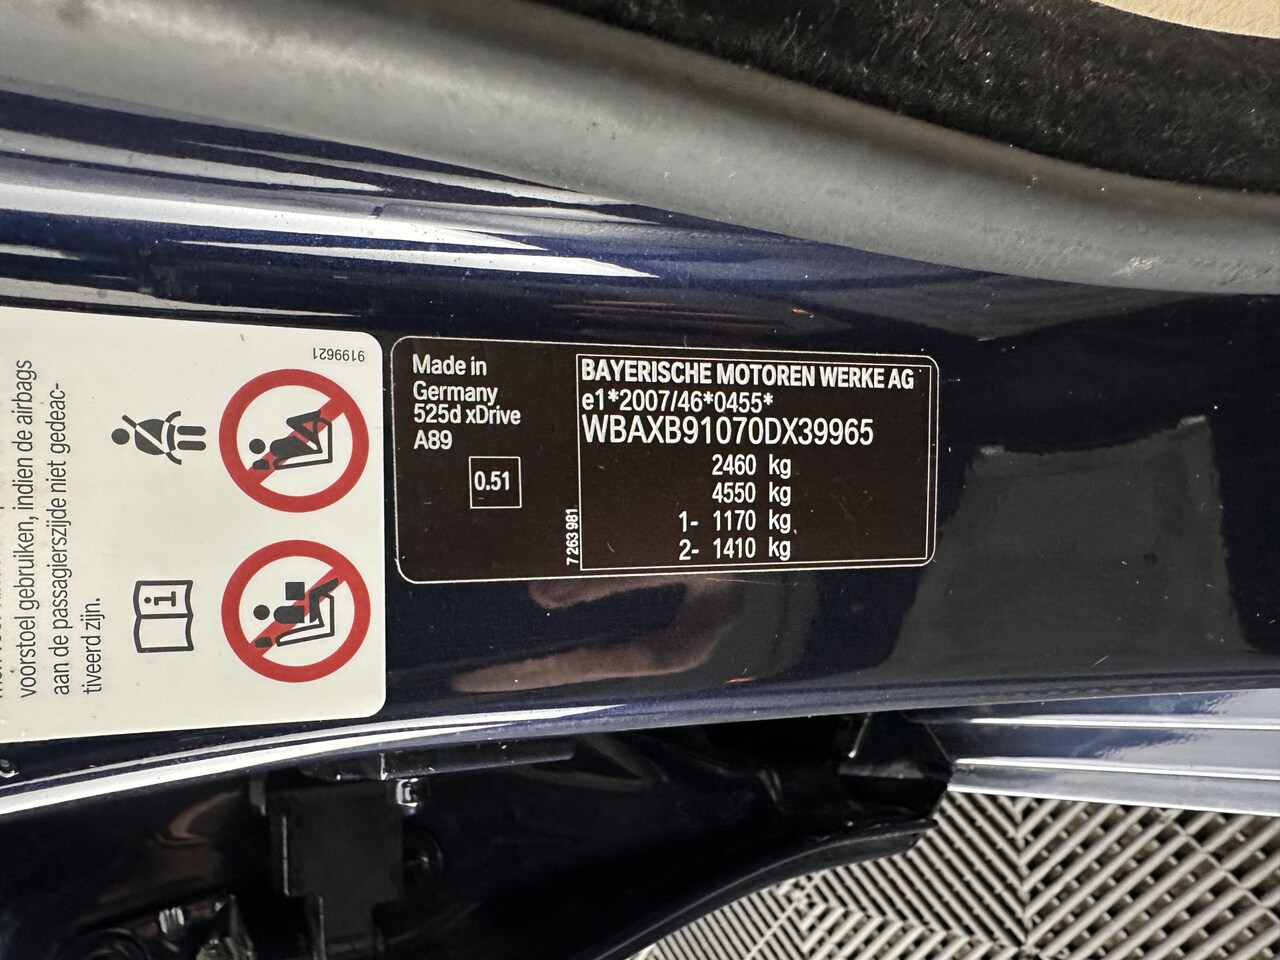 voorstoel gebruiken, indien de airbags
aan de passagierszijde niet gedeac-
tiveerd zijn.
9199621
Made in
Germany
525d xDrive
A89
0.51
7 263 981
BAYERISCHE MOTOREN WERKE AG
e1*2007/46*0455*
WBAXB91070DX39965
2460 kg
4550 kg
1- 1170 kg
2- 1410 kg